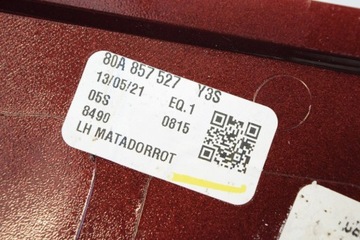 80A 857 527 Y3S
13/05/21 EQ.1
05S 0815
8490
LH MATADORROT